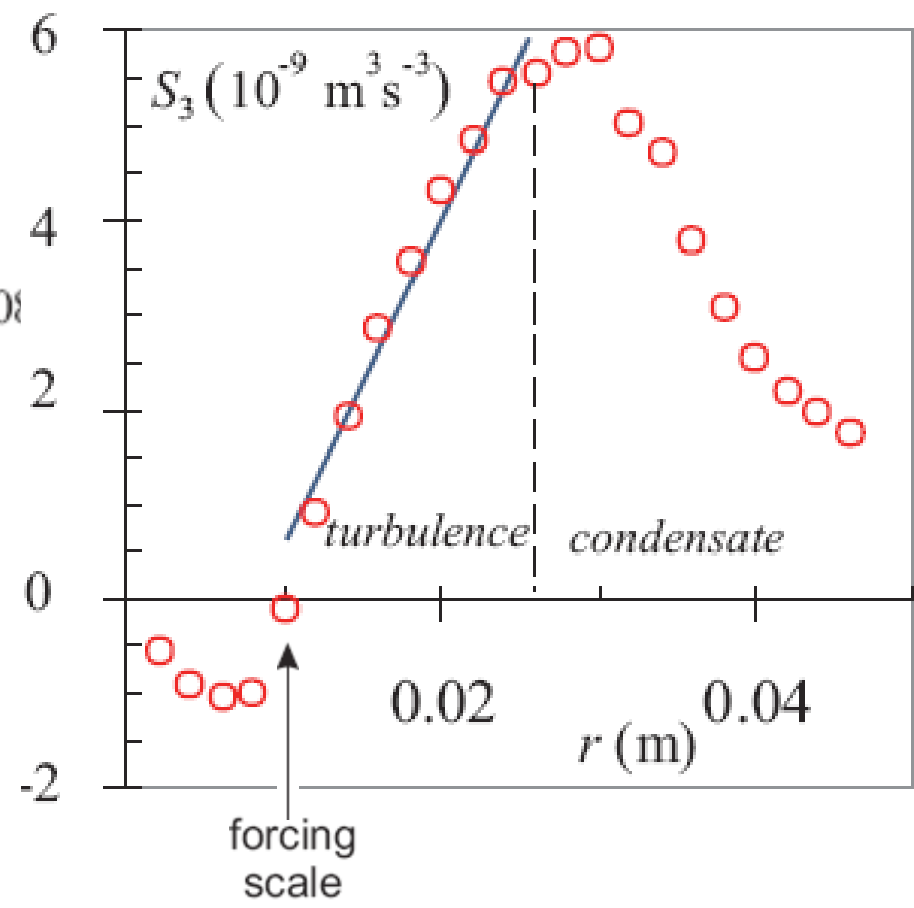 6
S₃ (10⁻⁹ m³s⁻³)
4
2
turbulence
condensate
0
0.02
0.04
r (m)
-2
forcing
scale